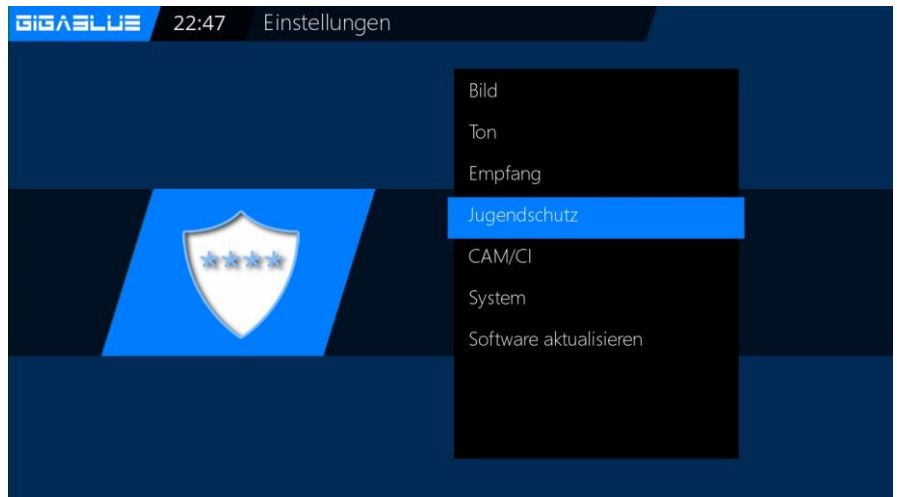 GIGABLUE 22:47 Einstellungen
Bild
Ton
Empfang
Jugendschutz
CAM/CI
System
Software aktualisieren